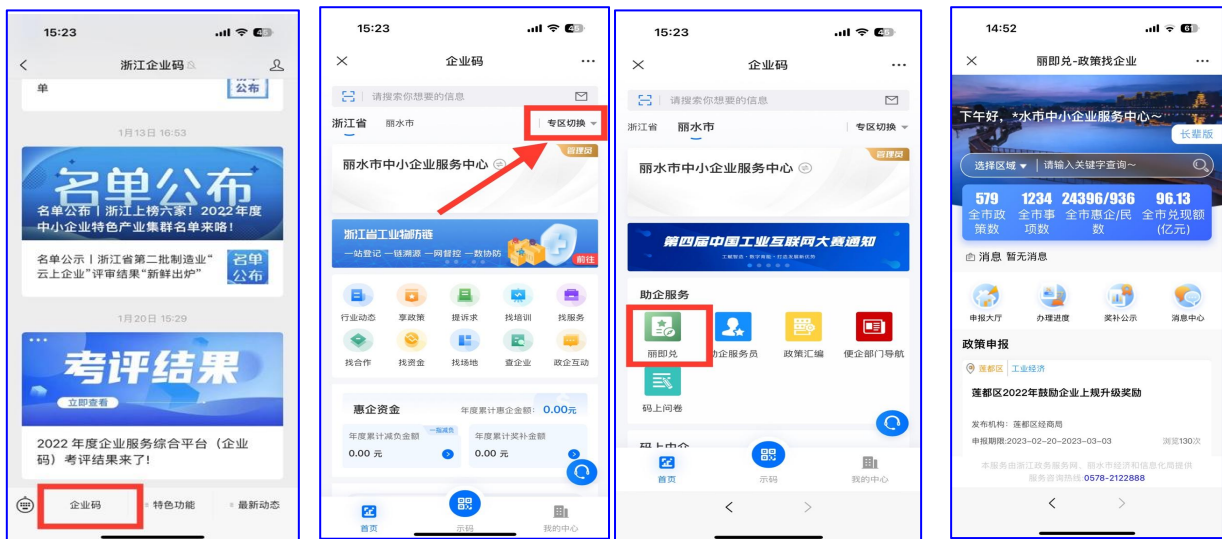 15:23
浙江企业码
单
公布
1月13日 16:53
名单公布
名单公布丨浙江上榜六家！2022年度
中小企业特色产业集群名单来咯！
名单公示丨浙江省第二批制造业“
云上企业”评审结果“新鲜出炉”
名单
公布
1月20日 15:29
考评结果
立即查看
2022 年度企业服务综合平台（企业
码）考评结果来了！
企业码
特色功能
最新动态
15:23
企业码
请搜索你想要的信息
浙江省 丽水市 专区切换
管理员
丽水市中小企业服务中心
浙江省工业物防链
一站登记 一链溯源 一网智控 一数协防
前往
行业动态 享政策 提诉求 找培训 找服务
找合作 找资金 找场地 查企业 政企互动
惠企资金 年度累计惠企金额: 0.00元
年度累计减负金额 一指减负 年度累计奖补金额
0.00 元 0.00 元
首页 示码 我的中心
15:23
企业码
请搜索你想要的信息
浙江省 丽水市 专区切换
管理员
丽水市中小企业服务中心
第四届中国工业互联网大赛通知
助企服务
丽即兑 助企服务员 政策汇编 便企部门导航
码上问卷
码上中介
首页 示码 我的中心
14:52
丽即兑-政策找企业
下午好，*水市中小企业服务中心～
长辈版
选择区域 请输入关键字查询～
579 1234 24396/936 96.13
全市政 全市事 全市惠企/民 全市兑现额
策数 项数 数 (亿元)
消息 暂无消息
申报大厅 办理进度 奖补公示 消息中心
政策申报
莲都区 工业经济
莲都区2022年鼓励企业上规升级奖励
发布机构：莲都区经商局
申报期限:2023-02-20-2023-03-03 浏览130次
本服务由浙江政务服务网、丽水市经济和信息化局提供
服务咨询热线:0578-2122888